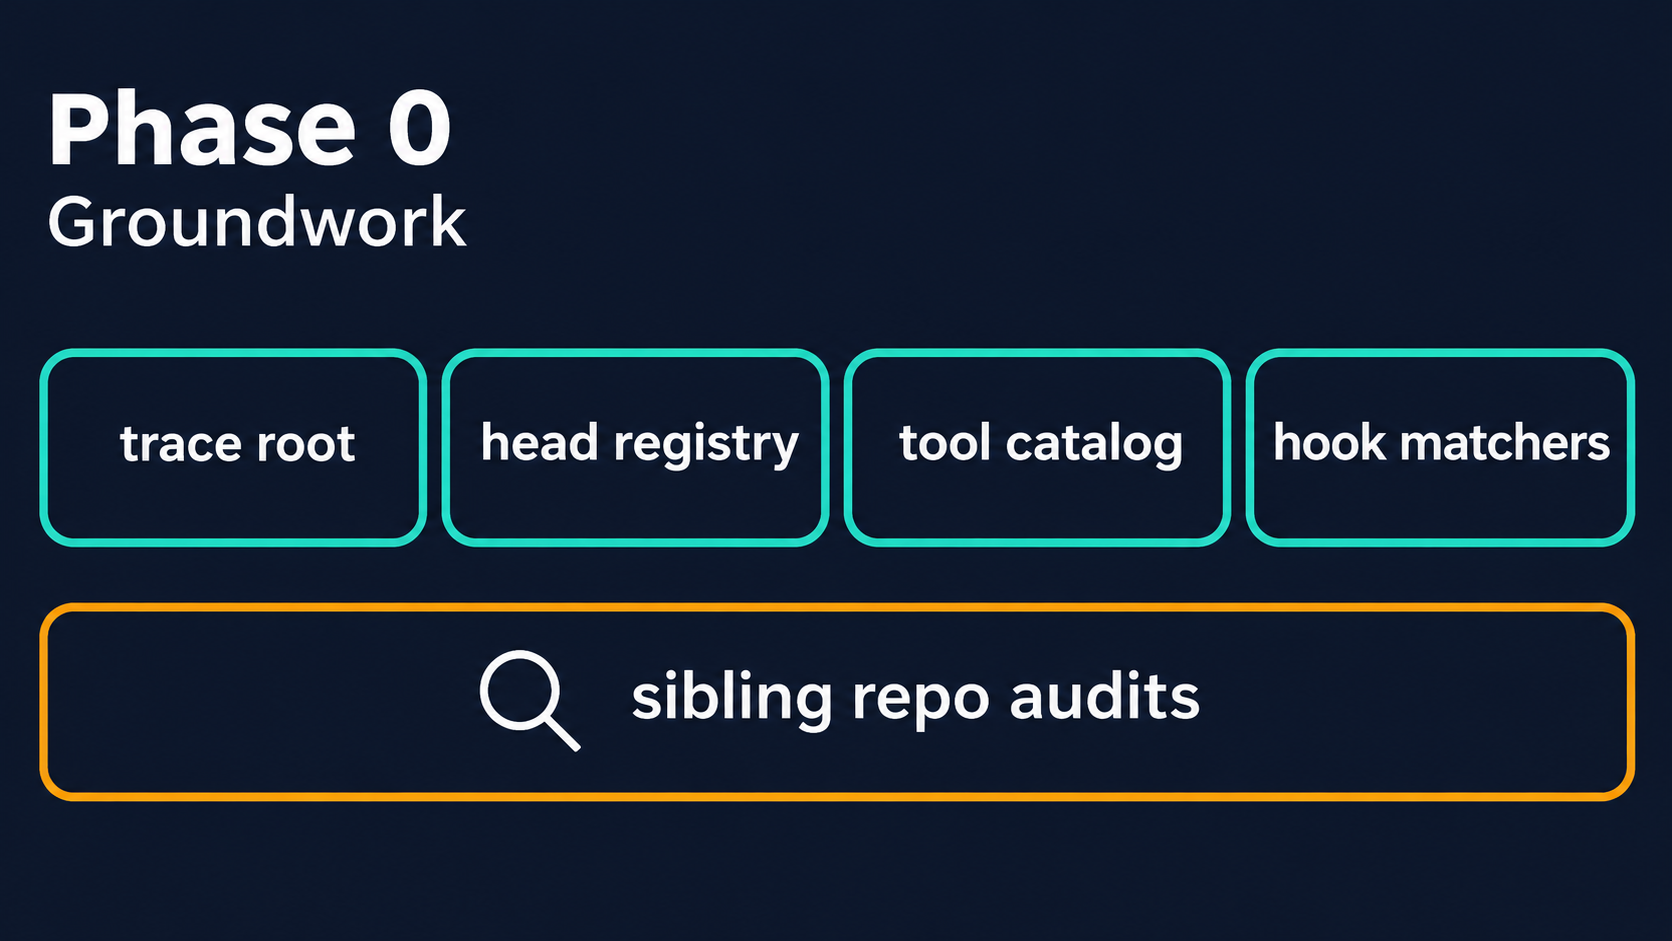 Phase 0
Groundwork
trace root
head registry
tool catalog
hook matchers
sibling repo audits